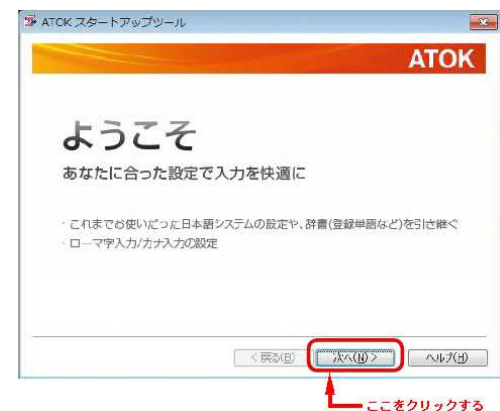 ATOK スタートアップツール
ATOK
ようこそ
あなたに合った設定で入力を快適に
・これまでお使いだった日本語システムの設定や、辞書(登録単語など)を引き継ぐ
・ローマ字入力/カナ入力の設定
< 戻る(B)
次へ(N) >
ヘルプ(H)
ここをクリックする